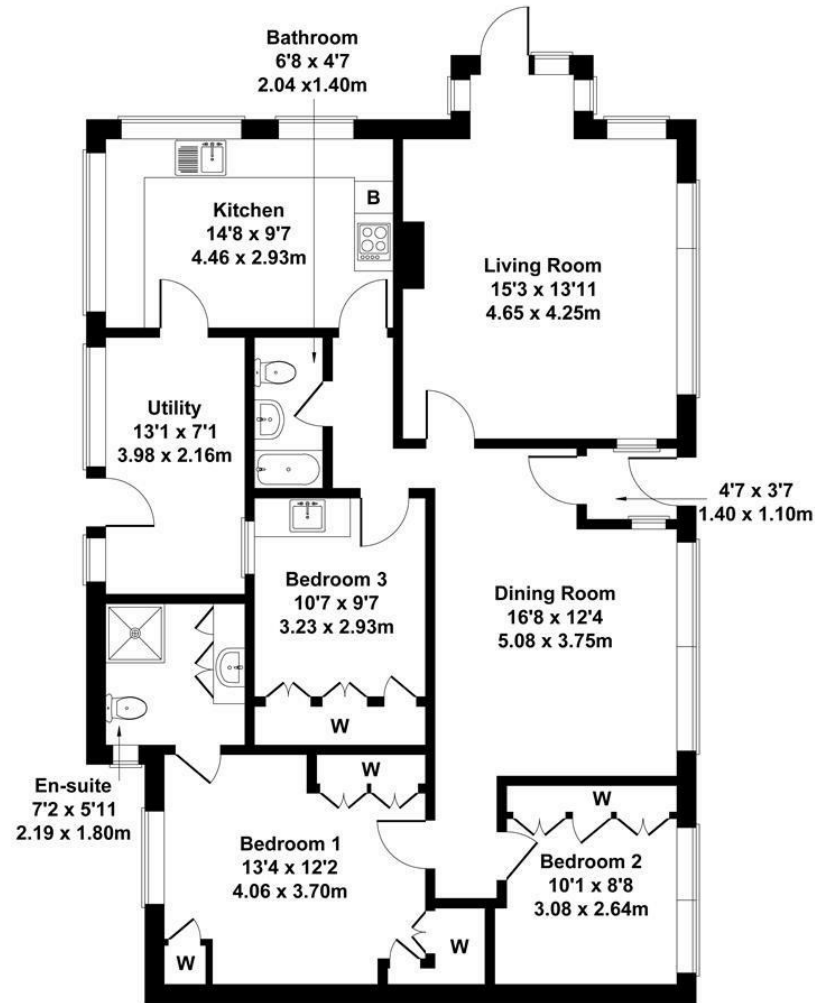 Bathroom
6'8 x 4'7
2.04 x1.40m
Kitchen
14'8 x 9'7
4.46 x 2.93m
B
Living Room
15'3 x 13'11
4.65 x 4.25m
Utility
13'1 x 7'1
3.98 x 2.16m
4'7 x 3'7
1.40 x 1.10m
Bedroom 3
10'7 x 9'7
3.23 x 2.93m
W
Dining Room
16'8 x 12'4
5.08 x 3.75m
En-suite
7'2 x 5'11
2.19 x 1.80m
W
Bedroom 1
13'4 x 12'2
4.06 x 3.70m
W
W
W
Bedroom 2
10'1 x 8'8
3.08 x 2.64m